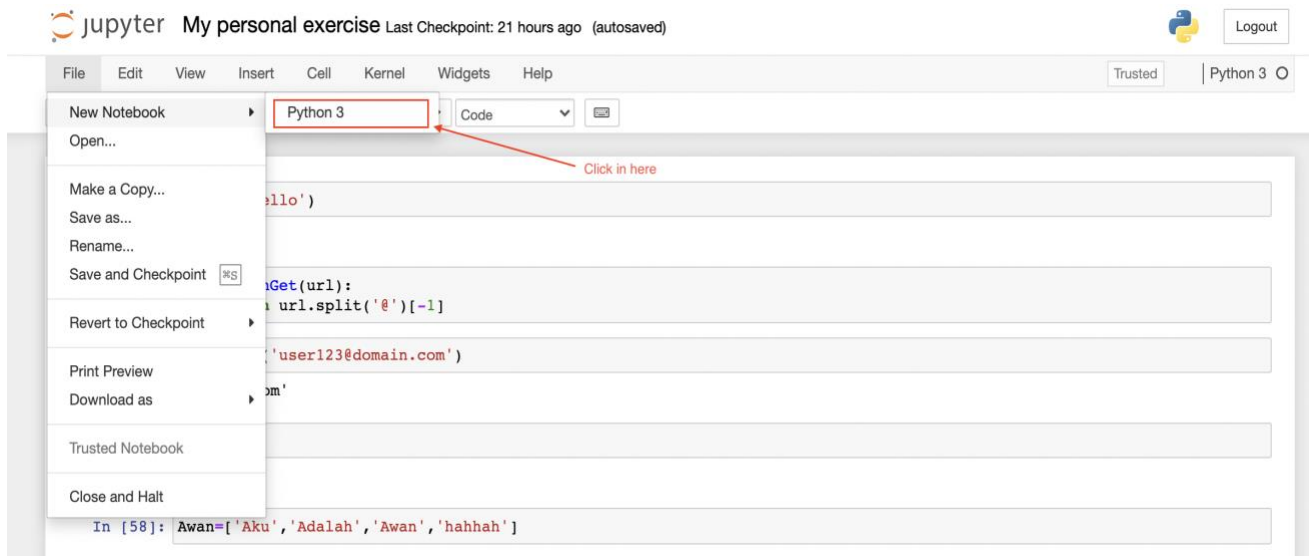 jupyter My personal exercise Last Checkpoint: 21 hours ago (autosaved)
Logout
File Edit View Insert Cell Kernel Widgets Help
Trusted
Python 3
New Notebook
Python 3
Code
Open...
Click in here
Make a Copy...
Save as...
Rename...
Save and Checkpoint ⌘S
Revert to Checkpoint
Print Preview
Download as
Trusted Notebook
Close and Halt
ello')
Get(url):
url.split('@')[-1]
'user123@domain.com')
om'
In [58]: Awan=['Aku','Adalah','Awan','hahhah']